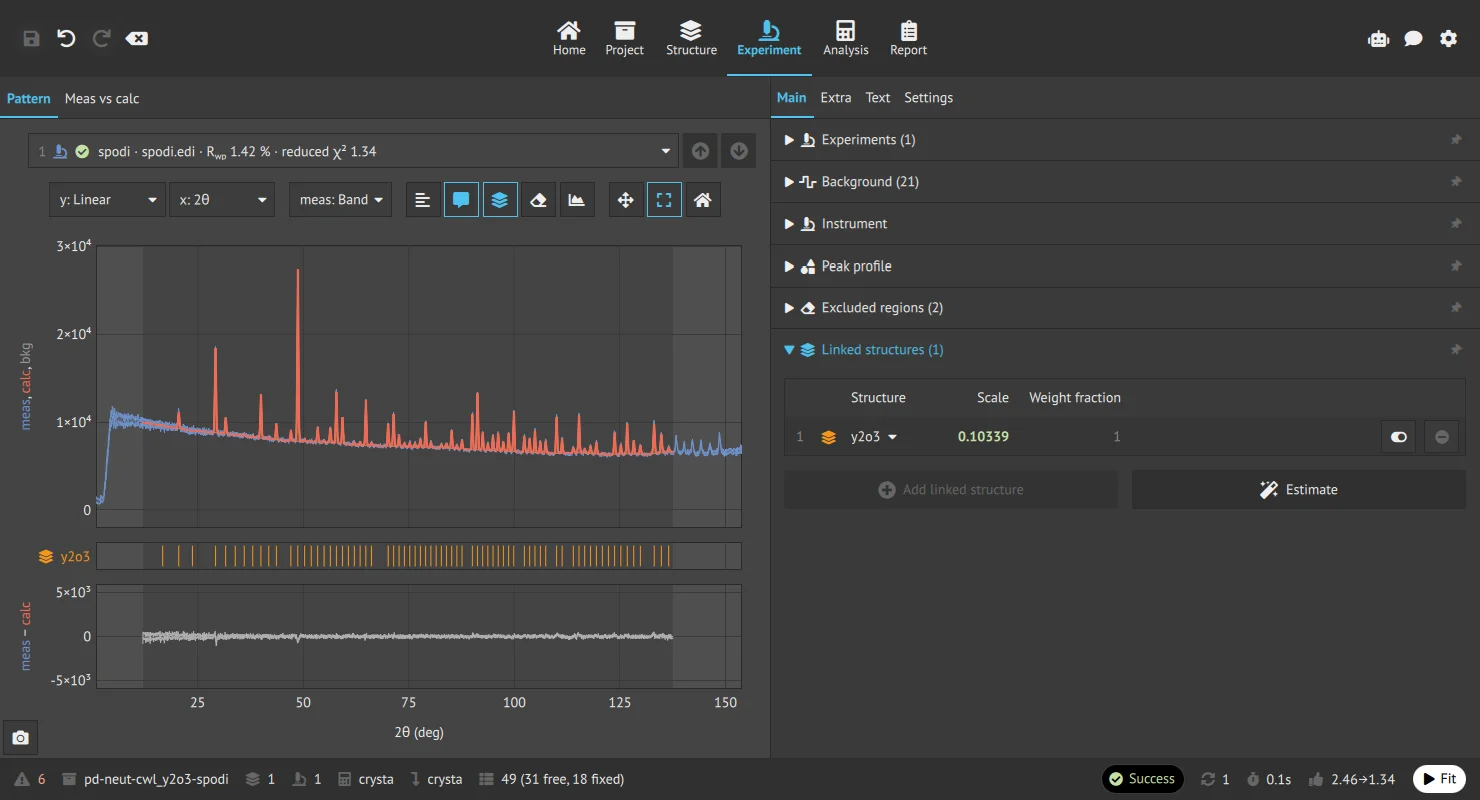 Home Project Structure Experiment Analysis Report
Pattern Meas vs calc
Main Extra Text Settings
1 spodi · spodi.edi · Rwp 1.42 % · reduced χ² 1.34
y: Linear x: 2θ meas: Band
3×10⁴
2×10⁴
1×10⁴
0
meas, calc, bkg
y2o3
5×10³
0
-5×10³
meas − calc
25 50 75 100 125 150
2θ (deg)
Experiments (1)
Background (21)
Instrument
Peak profile
Excluded regions (2)
Linked structures (1)
Structure Scale Weight fraction
1 y2o3 0.10339 1
Add linked structure Estimate
6 pd-neut-cwl_y2o3-spodi 1 1 crysta crysta 49 (31 free, 18 fixed) Success 1 0.1s 2.46→1.34 Fit